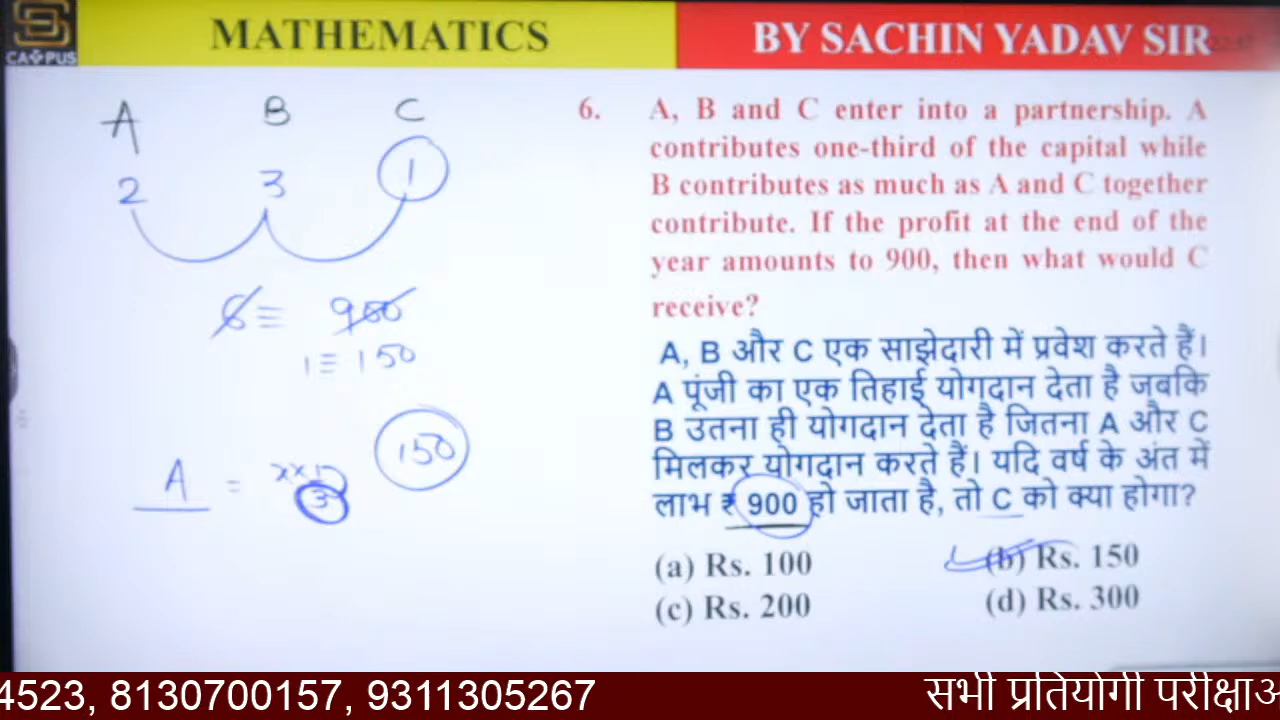 CAMPUS
MATHEMATICS
BY SACHIN YADAV SIR
A B C
2 3 1
6 ≡ 900
1 ≡ 150
150
A = x×1
3
6. A, B and C enter into a partnership. A
contributes one-third of the capital while
B contributes as much as A and C together
contribute. If the profit at the end of the
year amounts to 900, then what would C
receive?
A, B और C एक साझेदारी में प्रवेश करते हैं।
A पूंजी का एक तिहाई योगदान देता है जबकि
B उतना ही योगदान देता है जितना A और C
मिलकर योगदान करते हैं। यदि वर्ष के अंत में
लाभ ₹ 900 हो जाता है, तो C को क्या होगा?
(a) Rs. 100 (b) Rs. 150
(c) Rs. 200 (d) Rs. 300
4523, 8130700157, 9311305267
सभी प्रतियोगी परीक्षाअ